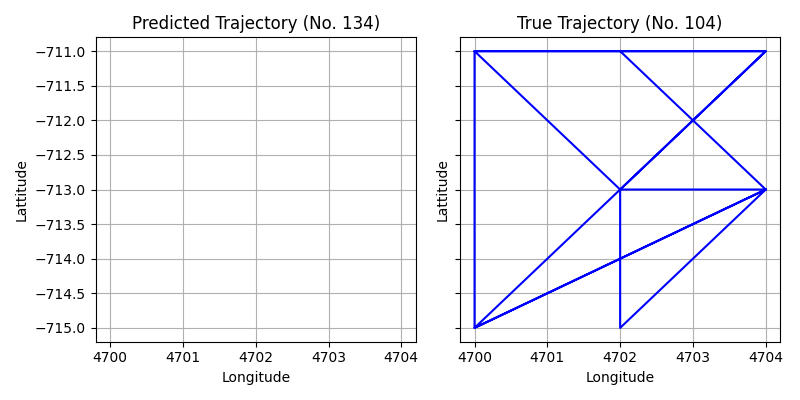 Predicted Trajectory (No. 134)
True Trajectory (No. 104)
−711.0
−711.5
−712.0
−712.5
−713.0
−713.5
−714.0
−714.5
−715.0
Lattitude
Lattitude
4700 4701 4702 4703 4704
4700 4701 4702 4703 4704
Longitude
Longitude